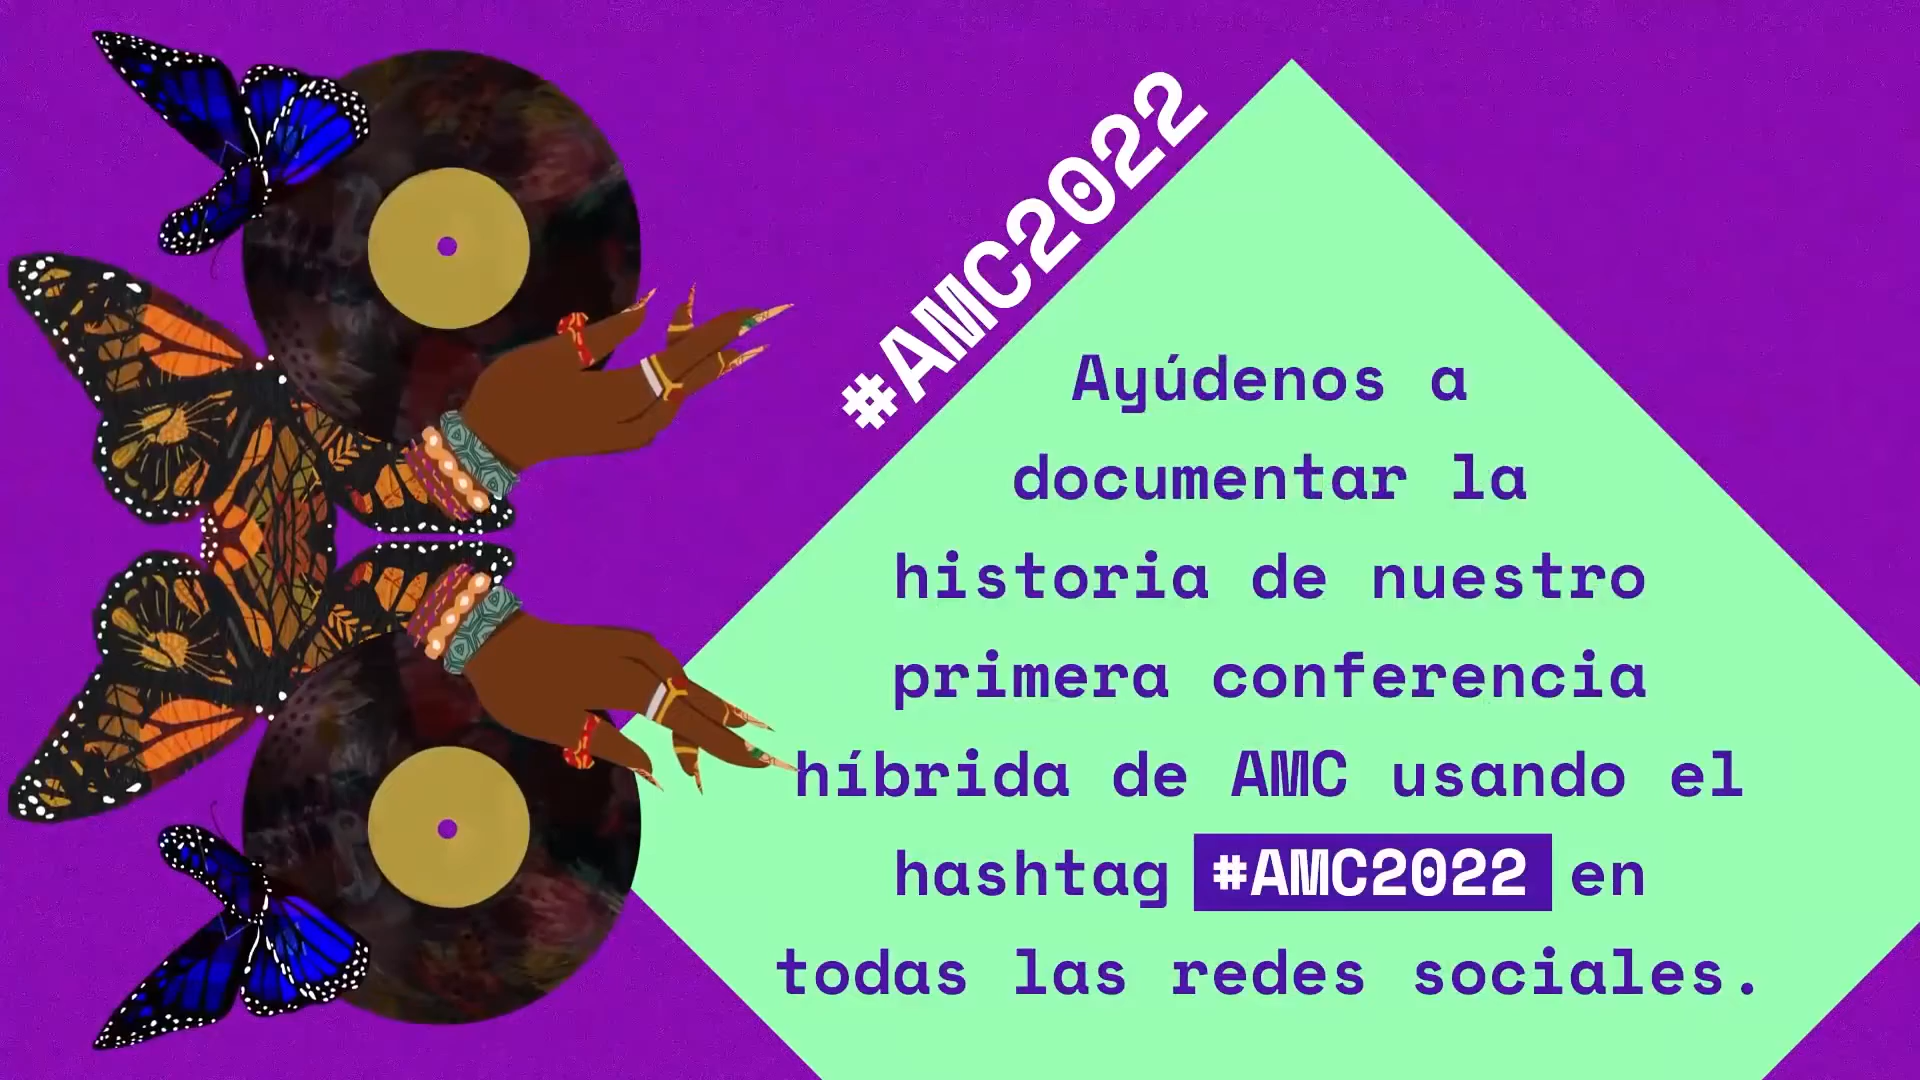 #AMC2022
Ayúdenos a
documentar la
historia de nuestro
primera conferencia
híbrida de AMC usando el
hashtag #AMC2022 en
todas las redes sociales.